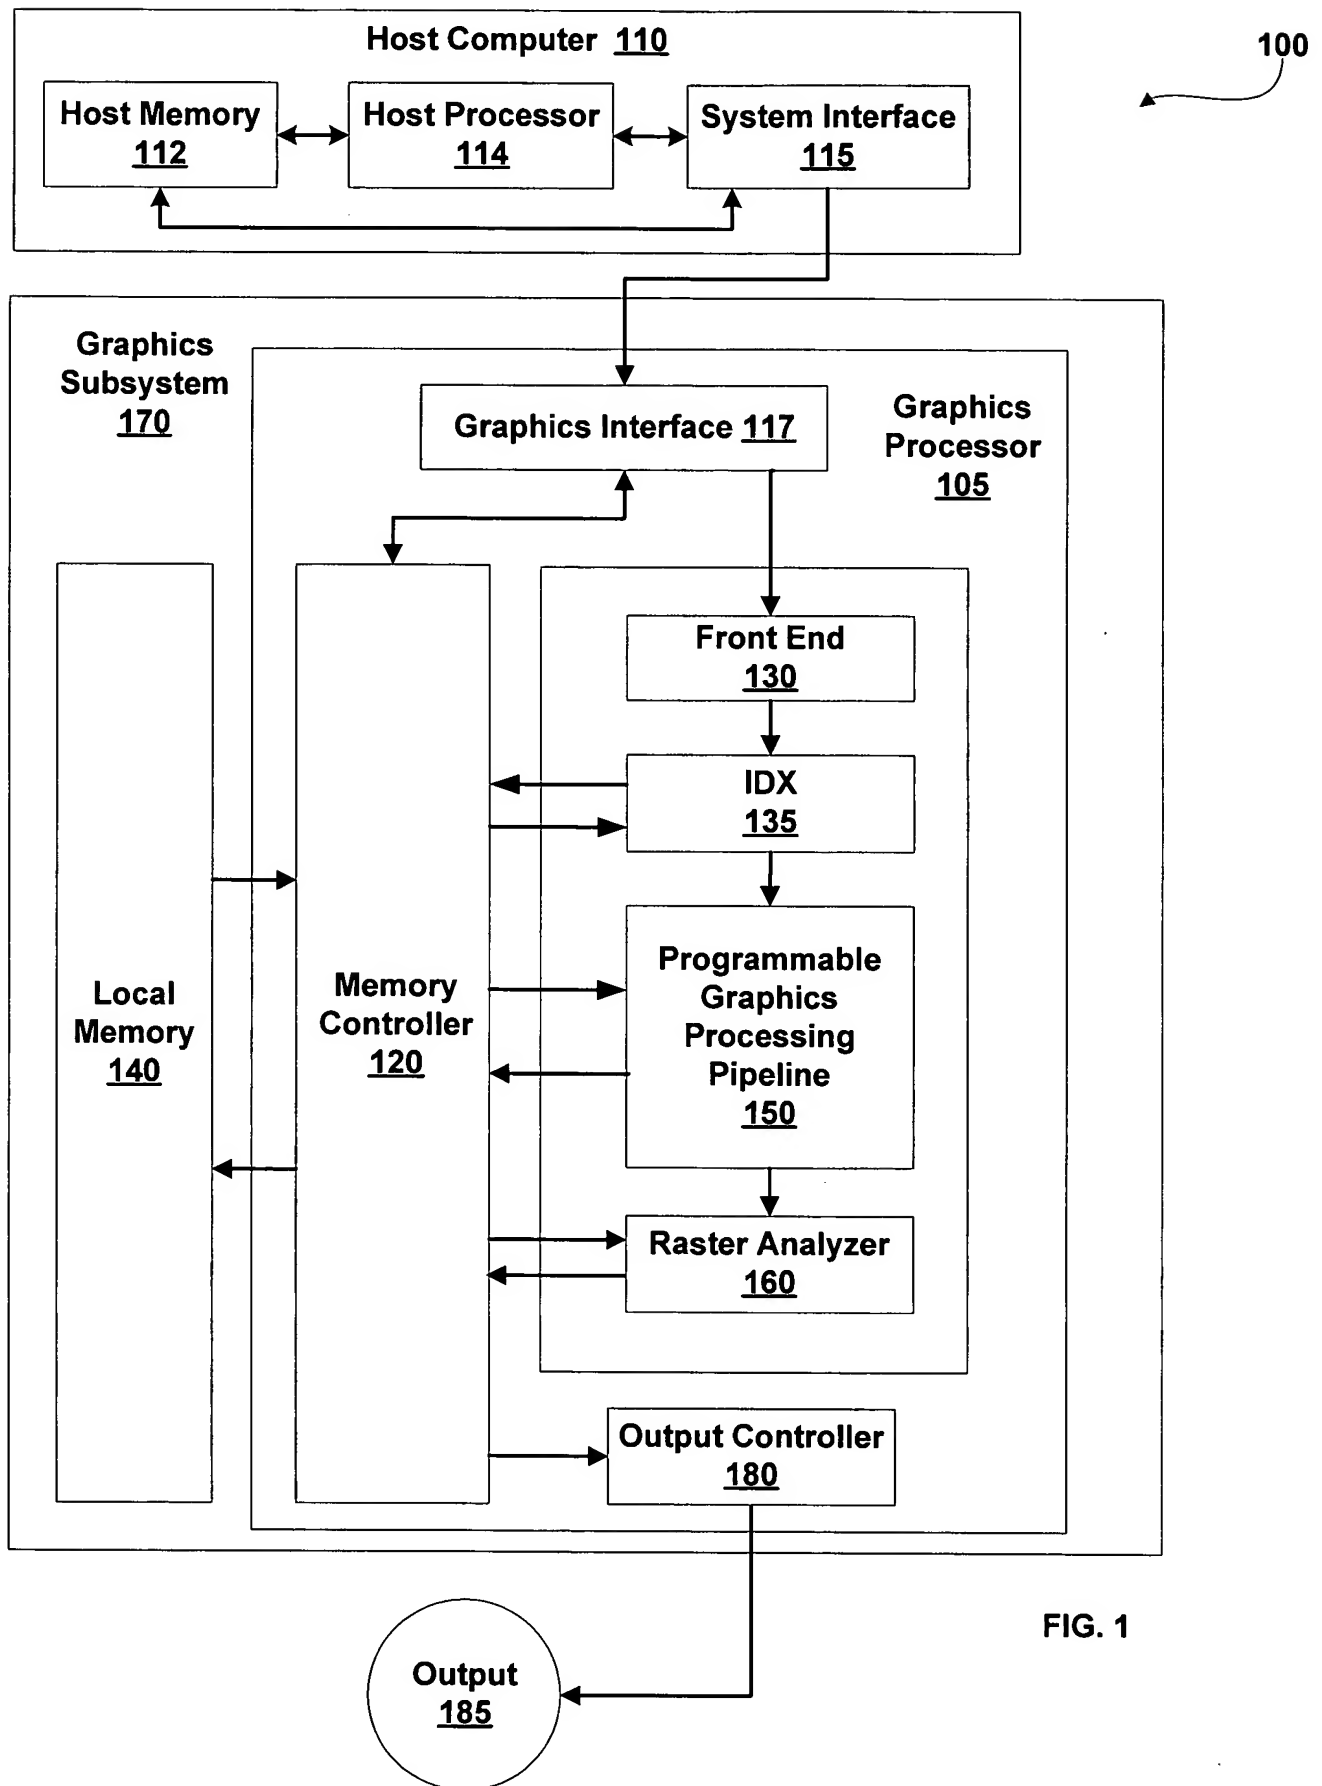 Host Computer 110
100
Host Memory
112
Host Processor
114
System Interface
115
Graphics
Subsystem
170
Graphics Interface 117
Graphics
Processor
105
Front End
130
IDX
135
Programmable
Graphics
Processing
Pipeline
150
Local
Memory
140
Memory
Controller
120
Raster Analyzer
160
Output Controller
180
Output
185
FIG. 1